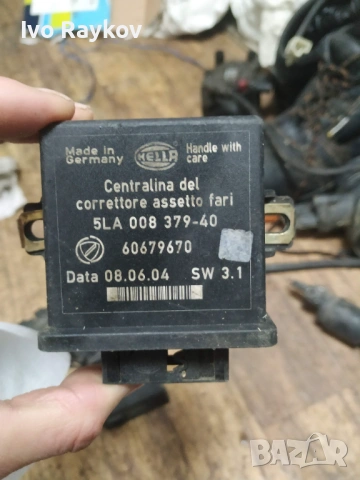 Ivo Raykov
Made in
Germany
HELLA
Handle with
care
Centralina del
correttore assetto fari
5LA 008 379-40
60679670
Data 08.06.04 SW 3.1
BAZAR